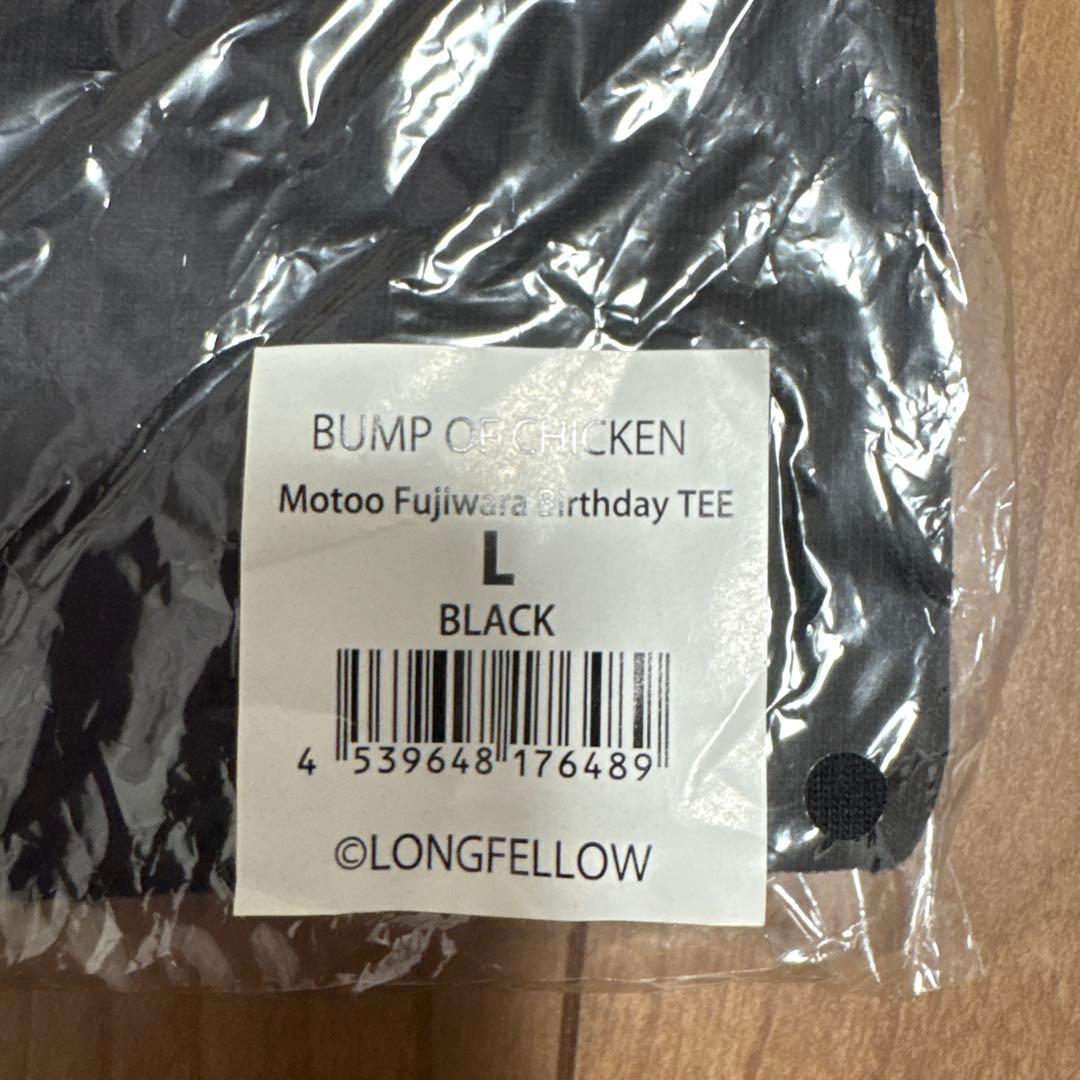 BUMP OF CHICKEN
Motoo Fujiwara Birthday TEE
L
BLACK
4 539648 176489
©LONGFELLOW